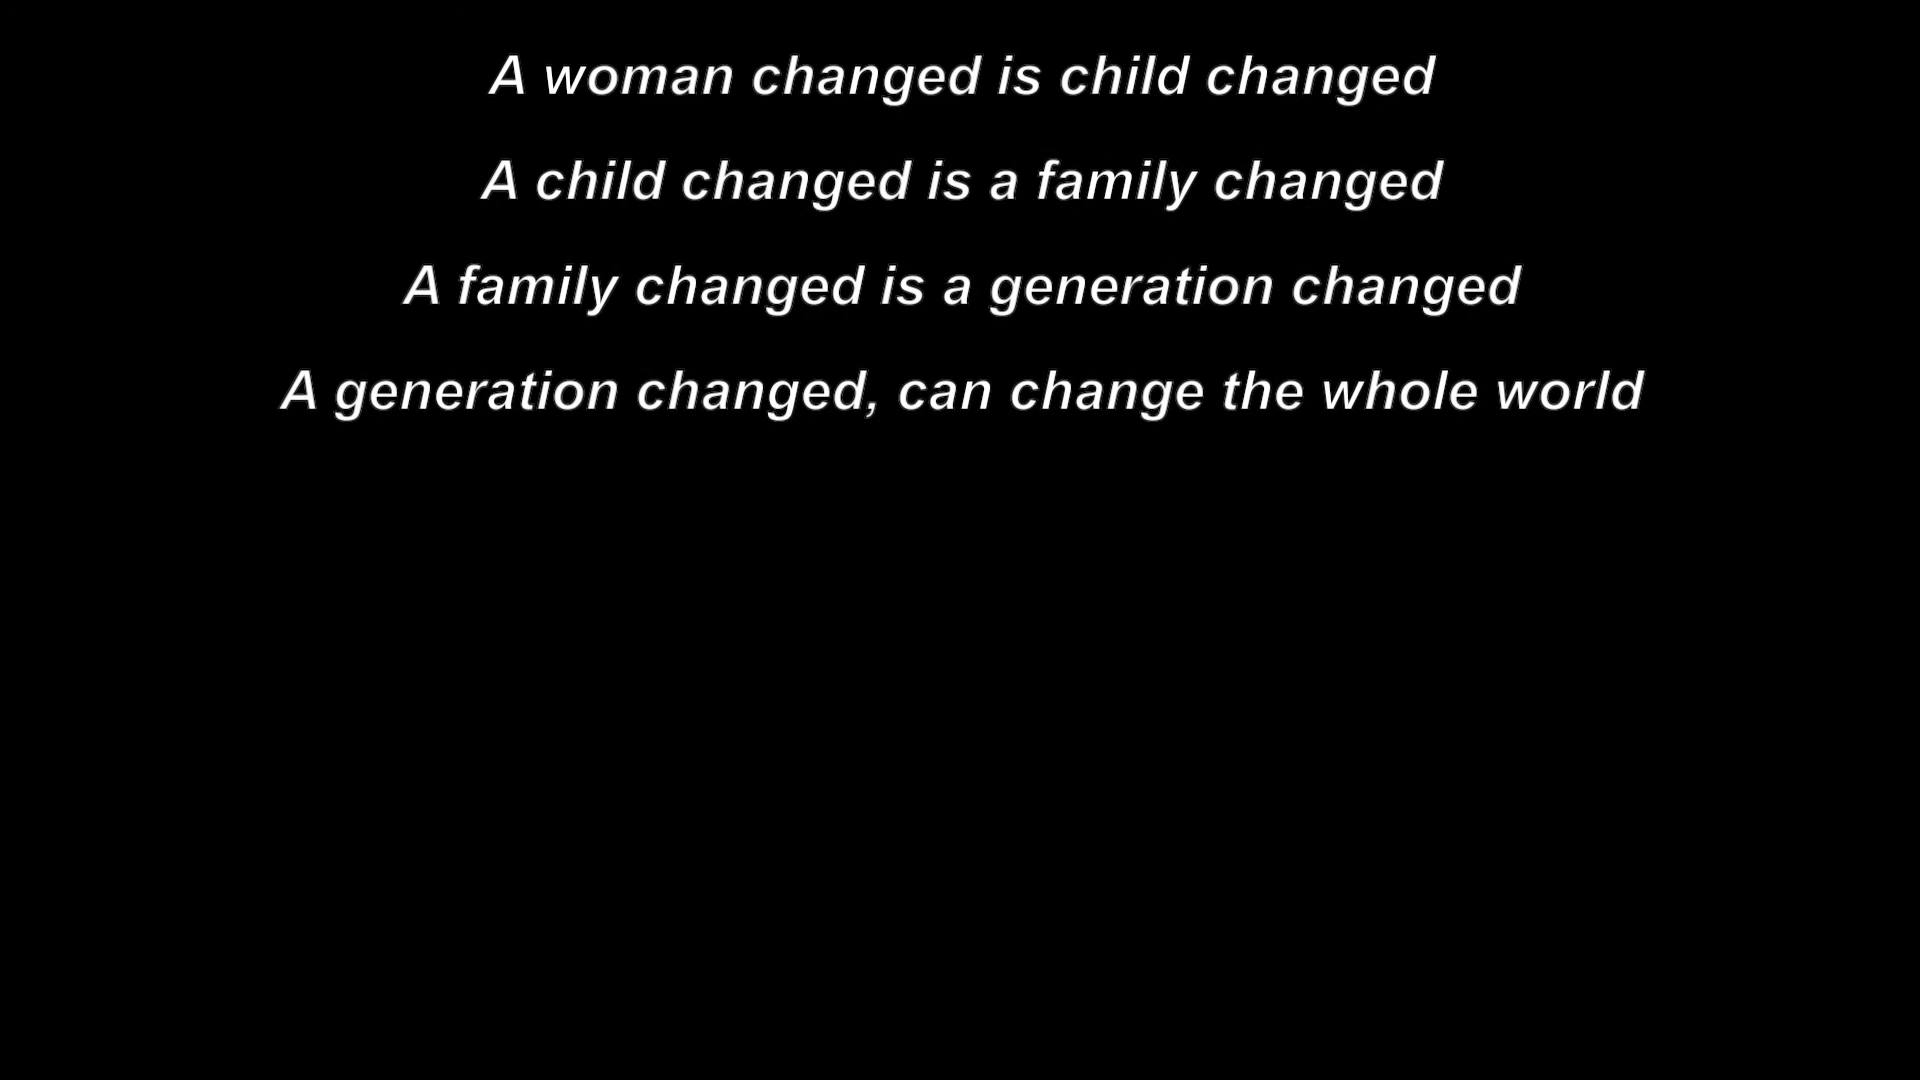 A woman changed is child changed
A child changed is a family changed
A family changed is a generation changed
A generation changed, can change the whole world